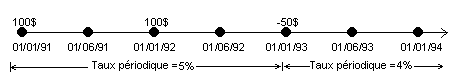 100$ 100$ -50$
01/01/91 01/06/91 01/01/92 01/06/92 01/01/93 01/06/93 01/01/94
Taux périodique =5% Taux périodique =4%